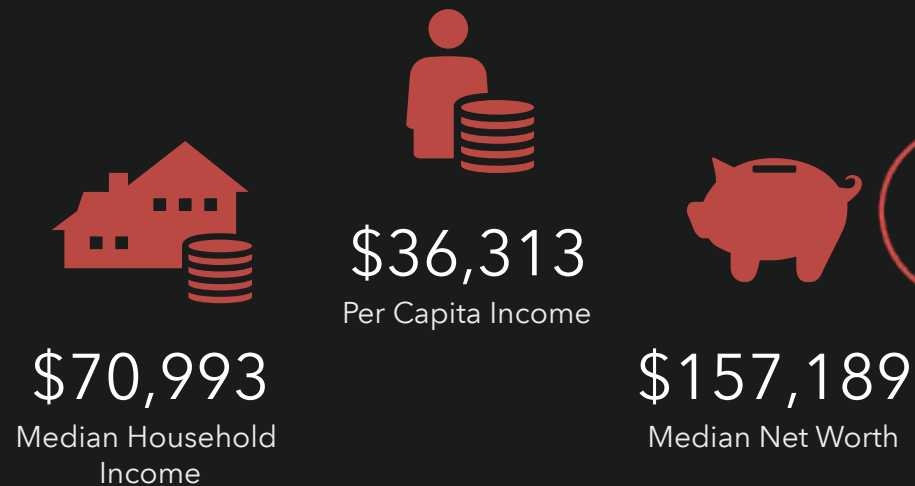 $70,993
Median Household
Income
$36,313
Per Capita Income
$157,189
Median Net Worth